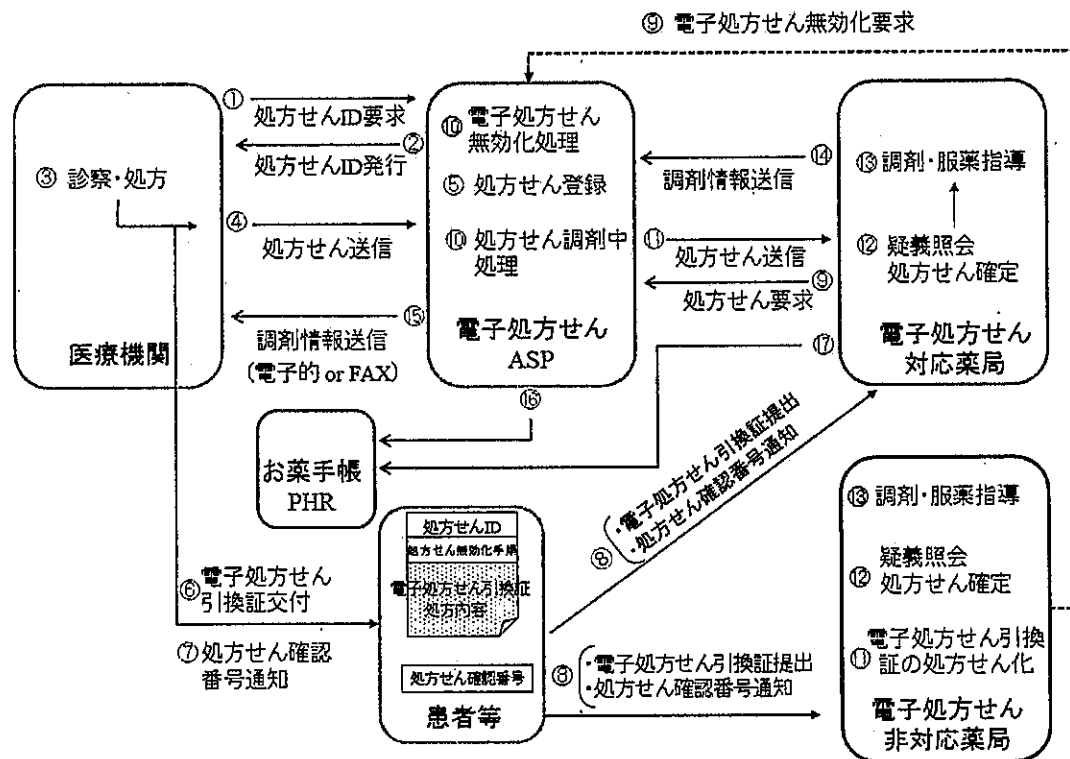 ⑨ 電子処方せん無効化要求
①
処方せんID要求
②
処方せんID発行
③ 診察・処方
④
処方せん送信
⑮
調剤情報送信
(電子的 or FAX)
医療機関
⑩ 電子処方せん
無効化処理
⑤ 処方せん登録
⑩ 処方せん調剤中
処理
電子処方せん
ASP
⑯
⑭
調剤情報送信
⑪
処方せん送信
⑨
処方せん要求
⑰
⑬ 調剤・服薬指導
⑫ 疑義照会
処方せん確定
電子処方せん
対応薬局
お薬手帳
PHR
⑥ 電子処方せん
引換証交付
⑦ 処方せん確認
番号通知
処方せんID
処方せん無効化手順
電子処方せん引換証
処方内容
処方せん確認番号
患者等
⑧
・電子処方せん引換証提出
・処方せん確認番号通知
⑧
・電子処方せん引換証提出
・処方せん確認番号通知
⑬ 調剤・服薬指導
⑫ 疑義照会
処方せん確定
⑪ 電子処方せん引換
証の処方せん化
電子処方せん
非対応薬局